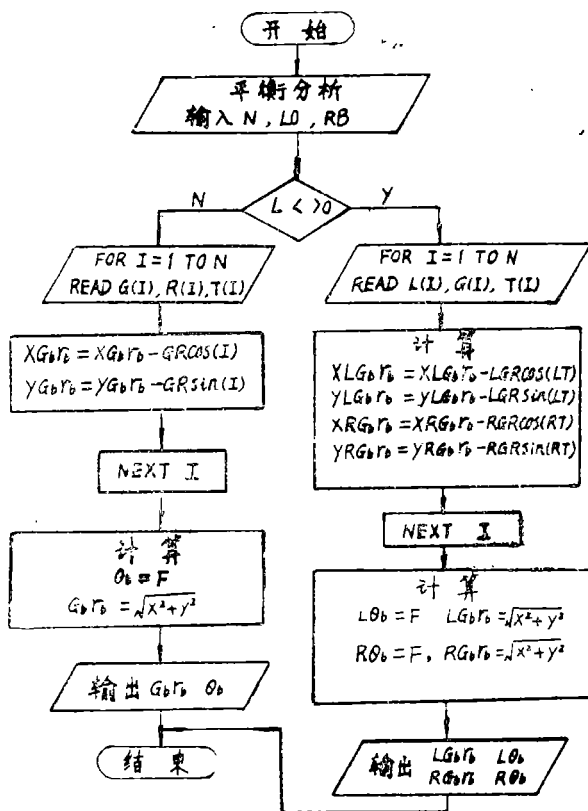 开始
平衡分析
输入 N , L0 , RB
L < > 0
N
Y
FOR I=1 TO N
READ G(I), R(I), T(I)
XGbrb = XGbrb - GRcos(I)
YGbrb = YGbrb - GRsin(I)
NEXT I
计算
θb = F
Gbrb = √x²+y²
输出 Gbrb θb
结束
FOR I=1 TO N
READ L(I), G(I), T(I)
计算
XLGbrb = XLGbrb - LGRcos(LT)
YLGbrb = YLGbrb - LGRsin(LT)
XRGbrb = XRGbrb - RGRcos(RT)
YRGbrb = YRGbrb - RGRsin(RT)
NEXT I
计算
Lθb = F LGbrb = √x²+y²
Rθb = F, RGbrb = √x²+y²
输出 LGbrb Lθb
RGbrb Rθb